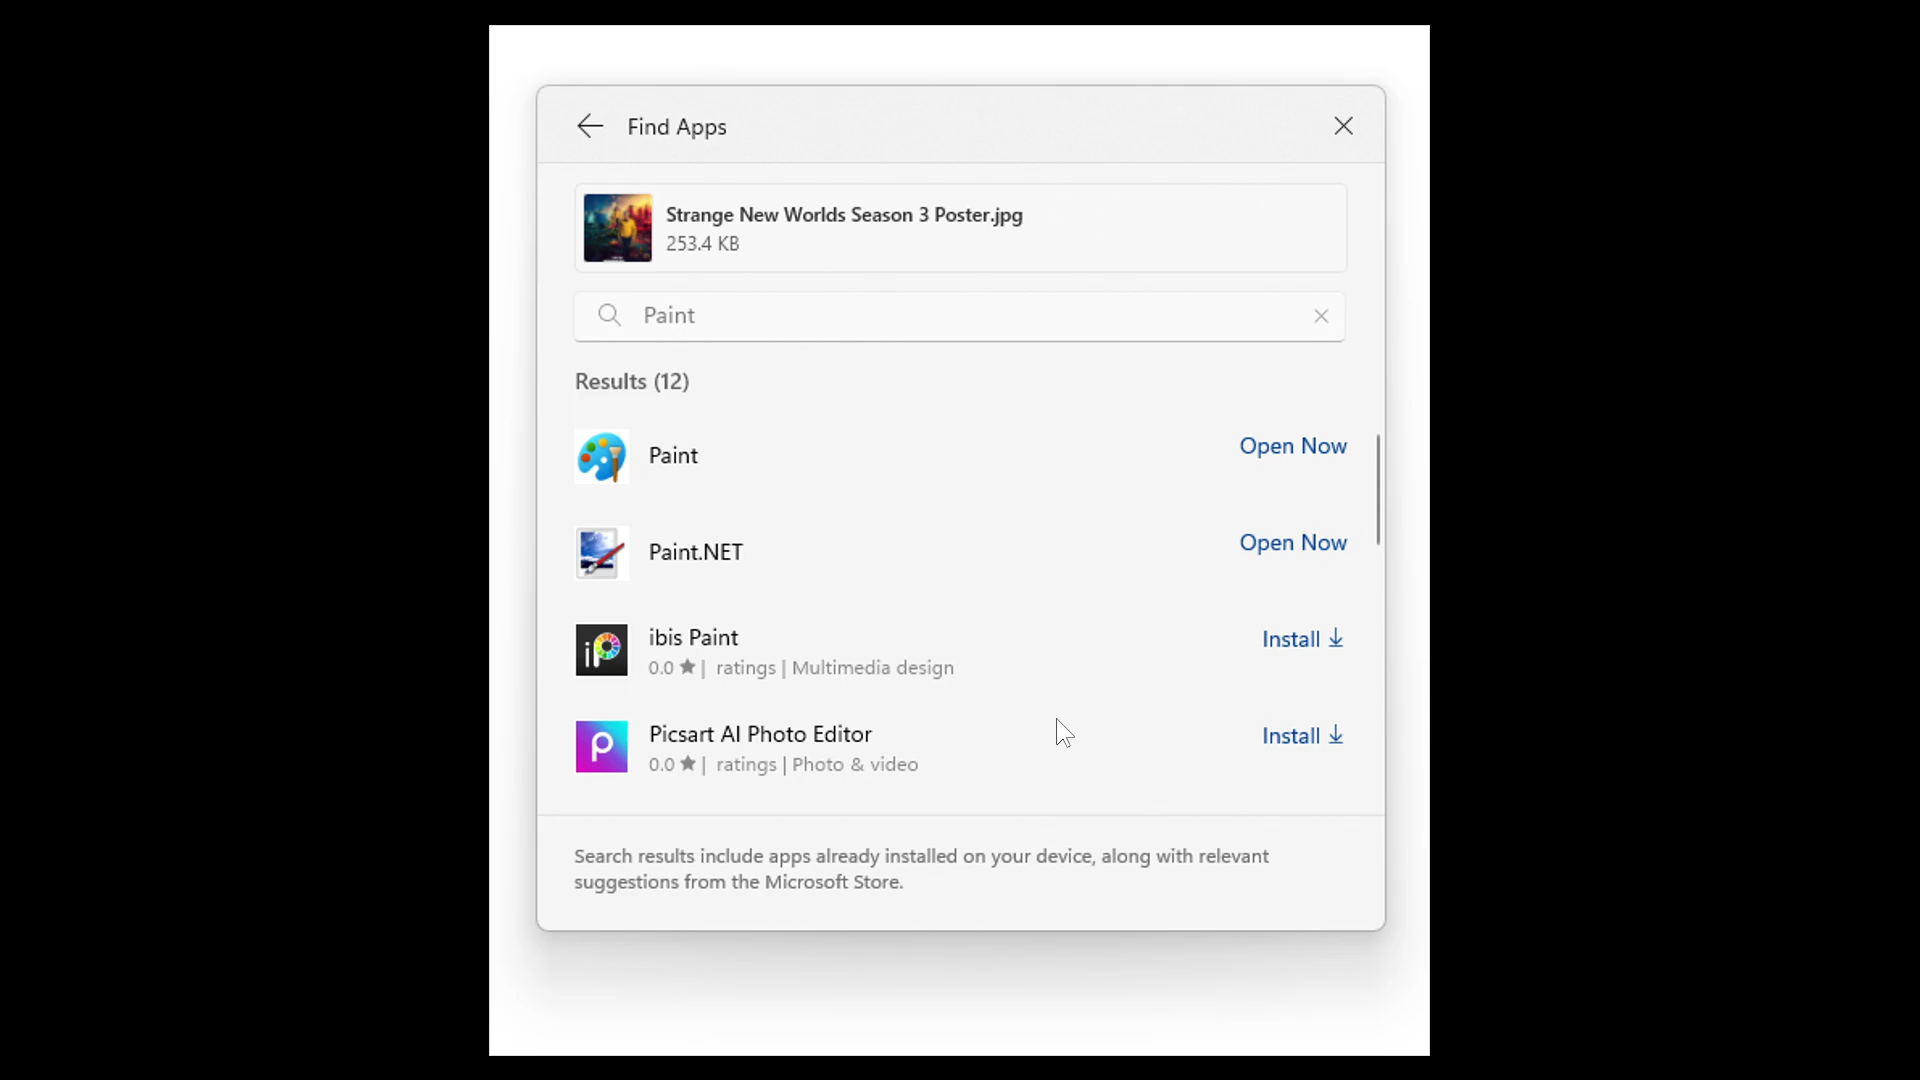 Find Apps
Strange New Worlds Season 3 Poster.jpg
253.4 KB
Paint
Results (12)
Paint
Open Now
Paint.NET
Open Now
ibis Paint
0.0 ★ | ratings | Multimedia design
Install
Picsart AI Photo Editor
0.0 ★ | ratings | Photo & video
Install
Search results include apps already installed on your device, along with relevant
suggestions from the Microsoft Store.